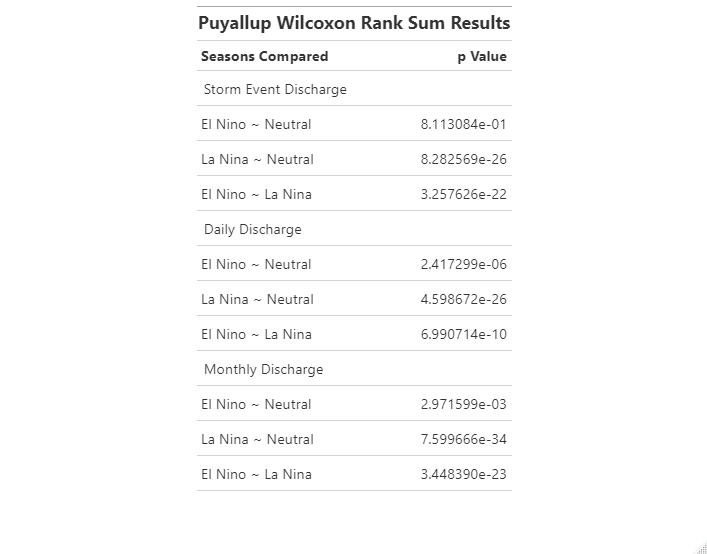 Puyallup Wilcoxon Rank Sum Results
Seasons Compared p Value
Storm Event Discharge
El Nino ~ Neutral 8.113084e-01
La Nina ~ Neutral 8.282569e-26
El Nino ~ La Nina 3.257626e-22
Daily Discharge
El Nino ~ Neutral 2.417299e-06
La Nina ~ Neutral 4.598672e-26
El Nino ~ La Nina 6.990714e-10
Monthly Discharge
El Nino ~ Neutral 2.971599e-03
La Nina ~ Neutral 7.599666e-34
El Nino ~ La Nina 3.448390e-23